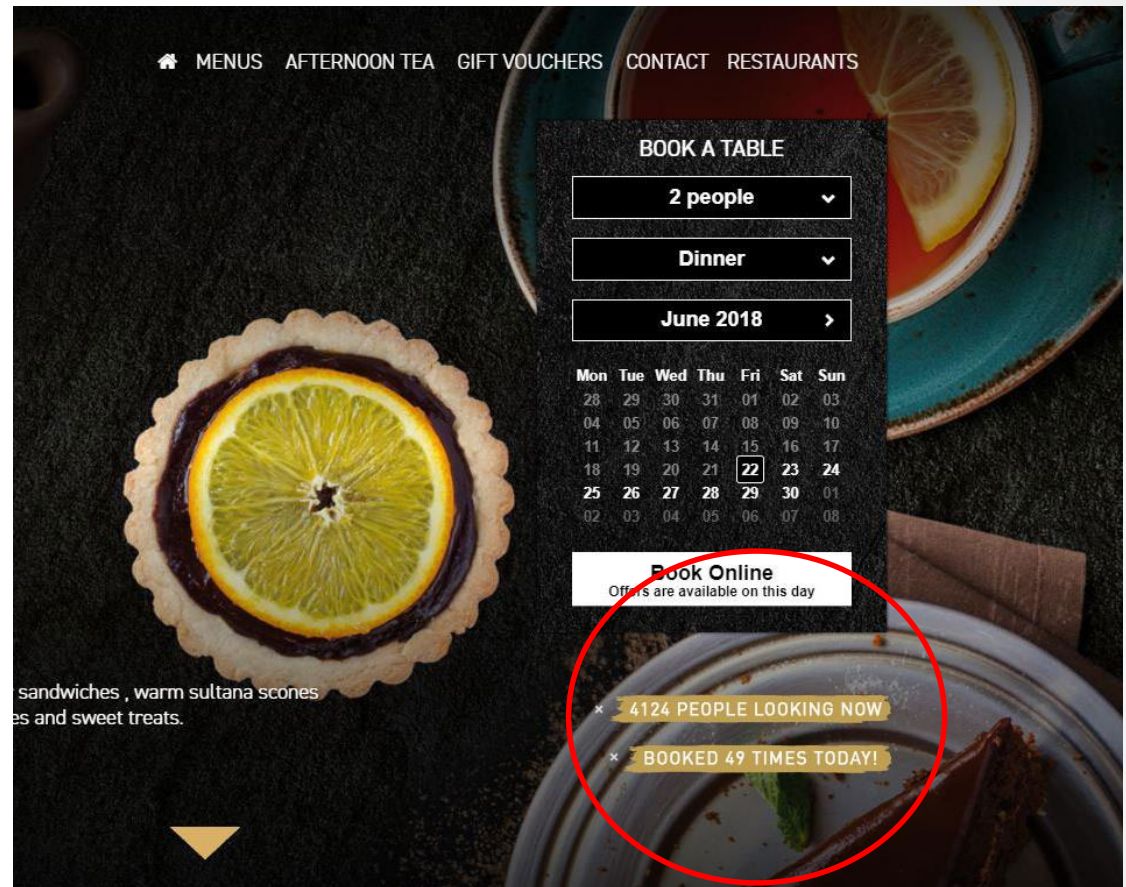 MENUS AFTERNOON TEA GIFT VOUCHERS CONTACT RESTAURANTS
BOOK A TABLE
2 people
Dinner
June 2018
Mon Tue Wed Thu Fri Sat Sun
28 29 30 31 01 02 03
04 05 06 07 08 09 10
11 12 13 14 15 16 17
18 19 20 21 22 23 24
25 26 27 28 29 30 01
02 03 04 05 06 07 08
Book Online
Offers are available on this day
sandwiches , warm sultana scones
es and sweet treats.
× 4124 PEOPLE LOOKING NOW
× BOOKED 49 TIMES TODAY!